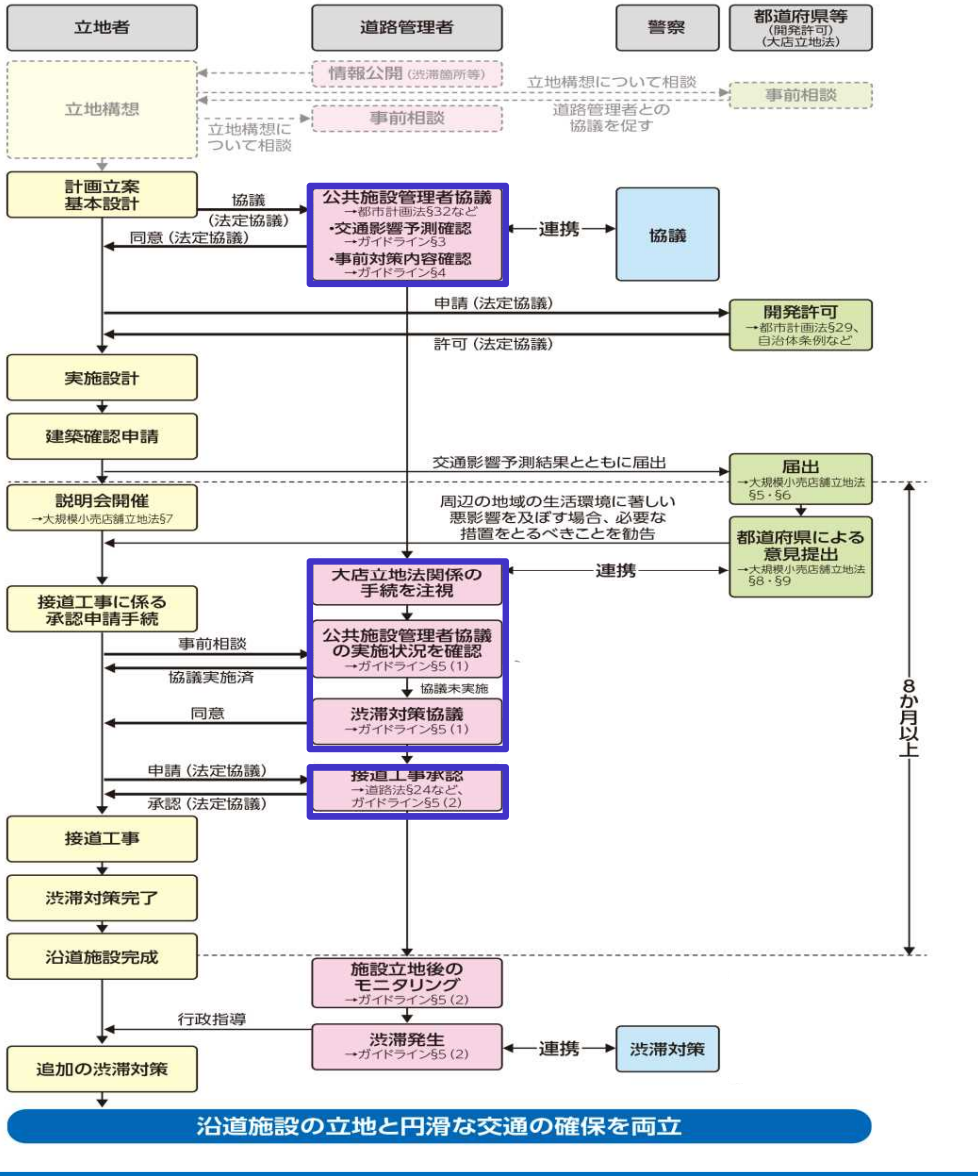 立地者
道路管理者
警察
都道府県等
(開発許可)
(大店立地法)
立地構想
情報公開(渋滞箇所等)
立地構想について相談
事前相談
事前相談
道路管理者との
協議を促す
立地構想に
ついて相談
計画立案
基本設計
協議
(法定協議)
同意(法定協議)
公共施設管理者協議
→都市計画法§32など
・交通影響予測確認
→ガイドライン§3
・事前対策内容確認
→ガイドライン§4
連携
協議
申請(法定協議)
開発許可
→都市計画法§29、
自治体条例など
許可(法定協議)
実施設計
建築確認申請
交通影響予測結果とともに届出
届出
→大規模小売店舗立地法
§5・§6
説明会開催
→大規模小売店舗立地法§7
周辺の地域の生活環境に著しい
悪影響を及ぼす場合、必要な
措置をとるべきことを勧告
都道府県による
意見提出
→大規模小売店舗立地法
§8・§9
大店立地法関係の
手続を注視
連携
接道工事に係る
承認申請手続
事前相談
公共施設管理者協議
の実施状況を確認
→ガイドライン§5(1)
協議実施済
協議未実施
同意
渋滞対策協議
→ガイドライン§5(1)
8か月以上
申請(法定協議)
接道工事承認
→道路法§24など、
ガイドライン§5(2)
承認(法定協議)
接道工事
渋滞対策完了
沿道施設完成
施設立地後の
モニタリング
→ガイドライン§5(2)
行政指導
渋滞発生
→ガイドライン§5(2)
連携
渋滞対策
追加の渋滞対策
沿道施設の立地と円滑な交通の確保を両立